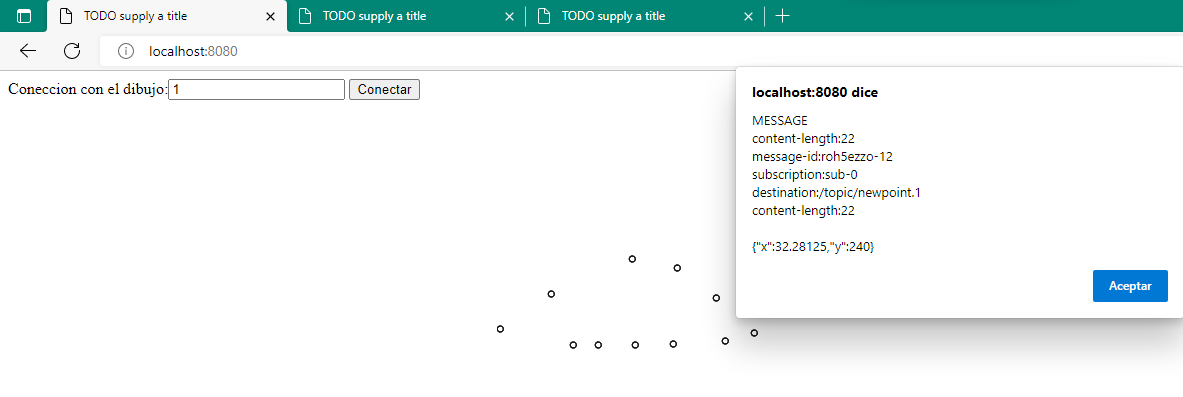 TODO supply a title
TODO supply a title
TODO supply a title
localhost:8080
Coneccion con el dibujo:
1
Conectar
localhost:8080 dice
MESSAGE
content-length:22
message-id:roh5ezzo-12
subscription:sub-0
destination:/topic/newpoint.1
content-length:22
{"x":32.28125,"y":240}
Aceptar